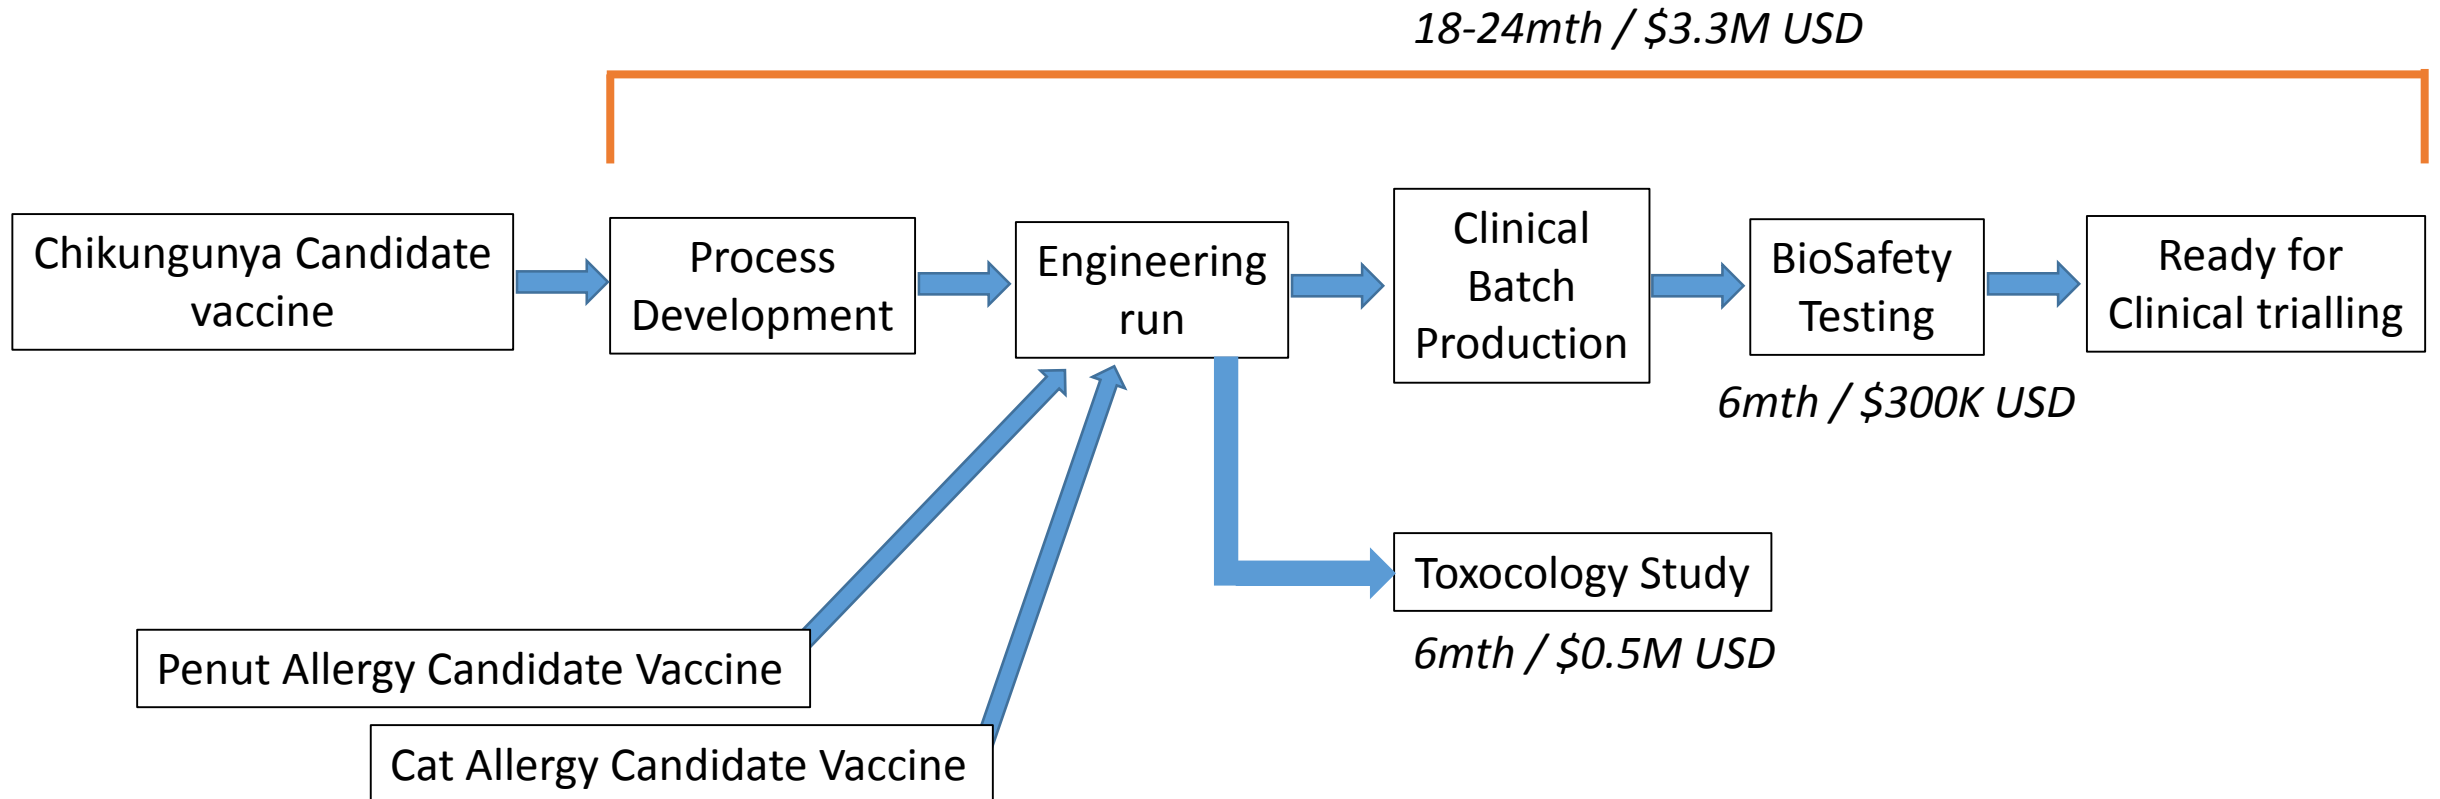 18-24mth / $3.3M USD
Chikungunya Candidate
vaccine
Process
Development
Engineering
run
Clinical
Batch
Production
BioSafety
Testing
Ready for
Clinical trialling
6mth / $300K USD
Toxocology Study
6mth / $0.5M USD
Penut Allergy Candidate Vaccine
Cat Allergy Candidate Vaccine